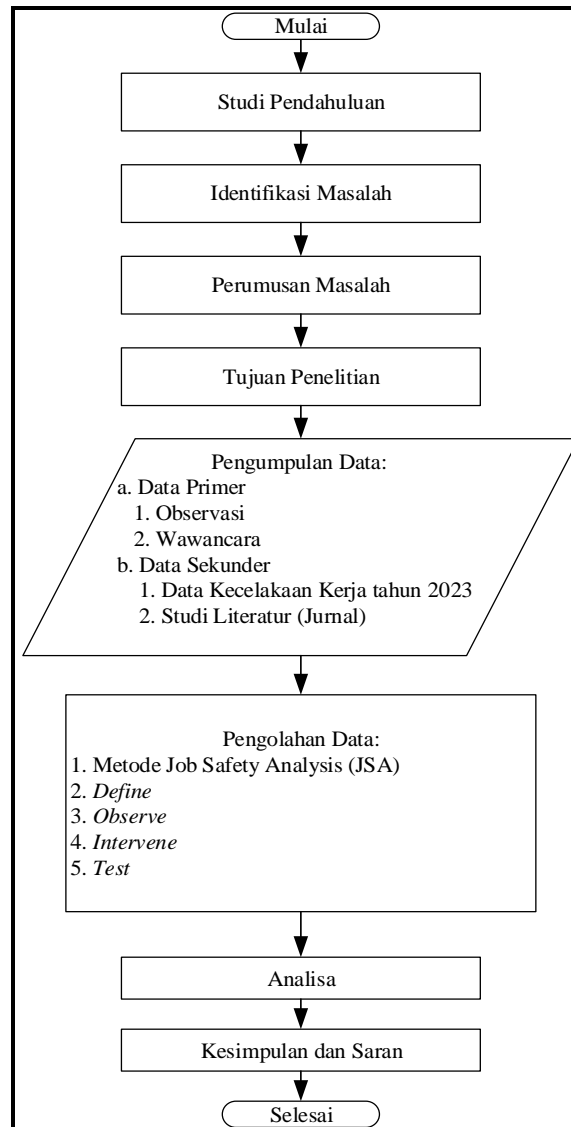 Mulai
Studi Pendahuluan
Identifikasi Masalah
Perumusan Masalah
Tujuan Penelitian
Pengumpulan Data:
a. Data Primer
1. Observasi
2. Wawancara
b. Data Sekunder
1. Data Kecelakaan Kerja tahun 2023
2. Studi Literatur (Jurnal)
Pengolahan Data:
1. Metode Job Safety Analysis (JSA)
2. Define
3. Observe
4. Intervene
5. Test
Analisa
Kesimpulan dan Saran
Selesai